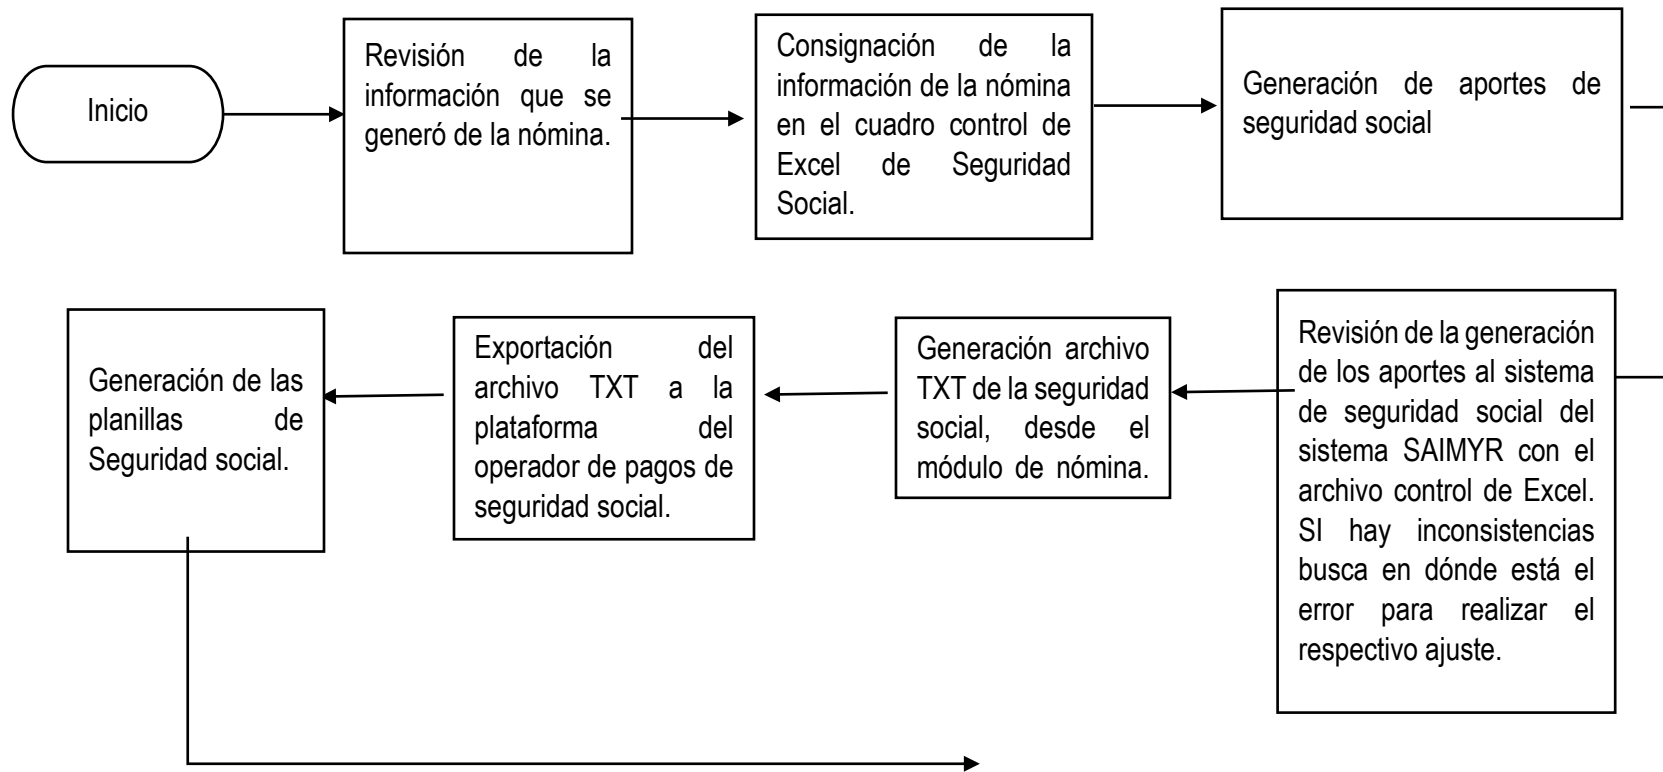 Inicio
Revisión de la
información que se
generó de la nómina.
Consignación de la
información de la nómina
en el cuadro control de
Excel de Seguridad
Social.
Generación de aportes de
seguridad social
Generación de las
planillas de
Seguridad social.
Exportación del
archivo TXT a la
plataforma del
operador de pagos de
seguridad social.
Generación archivo
TXT de la seguridad
social, desde el
módulo de nómina.
Revisión de la generación
de los aportes al sistema
de seguridad social del
sistema SAIMYR con el
archivo control de Excel.
SI hay inconsistencias
busca en dónde está el
error para realizar el
respectivo ajuste.